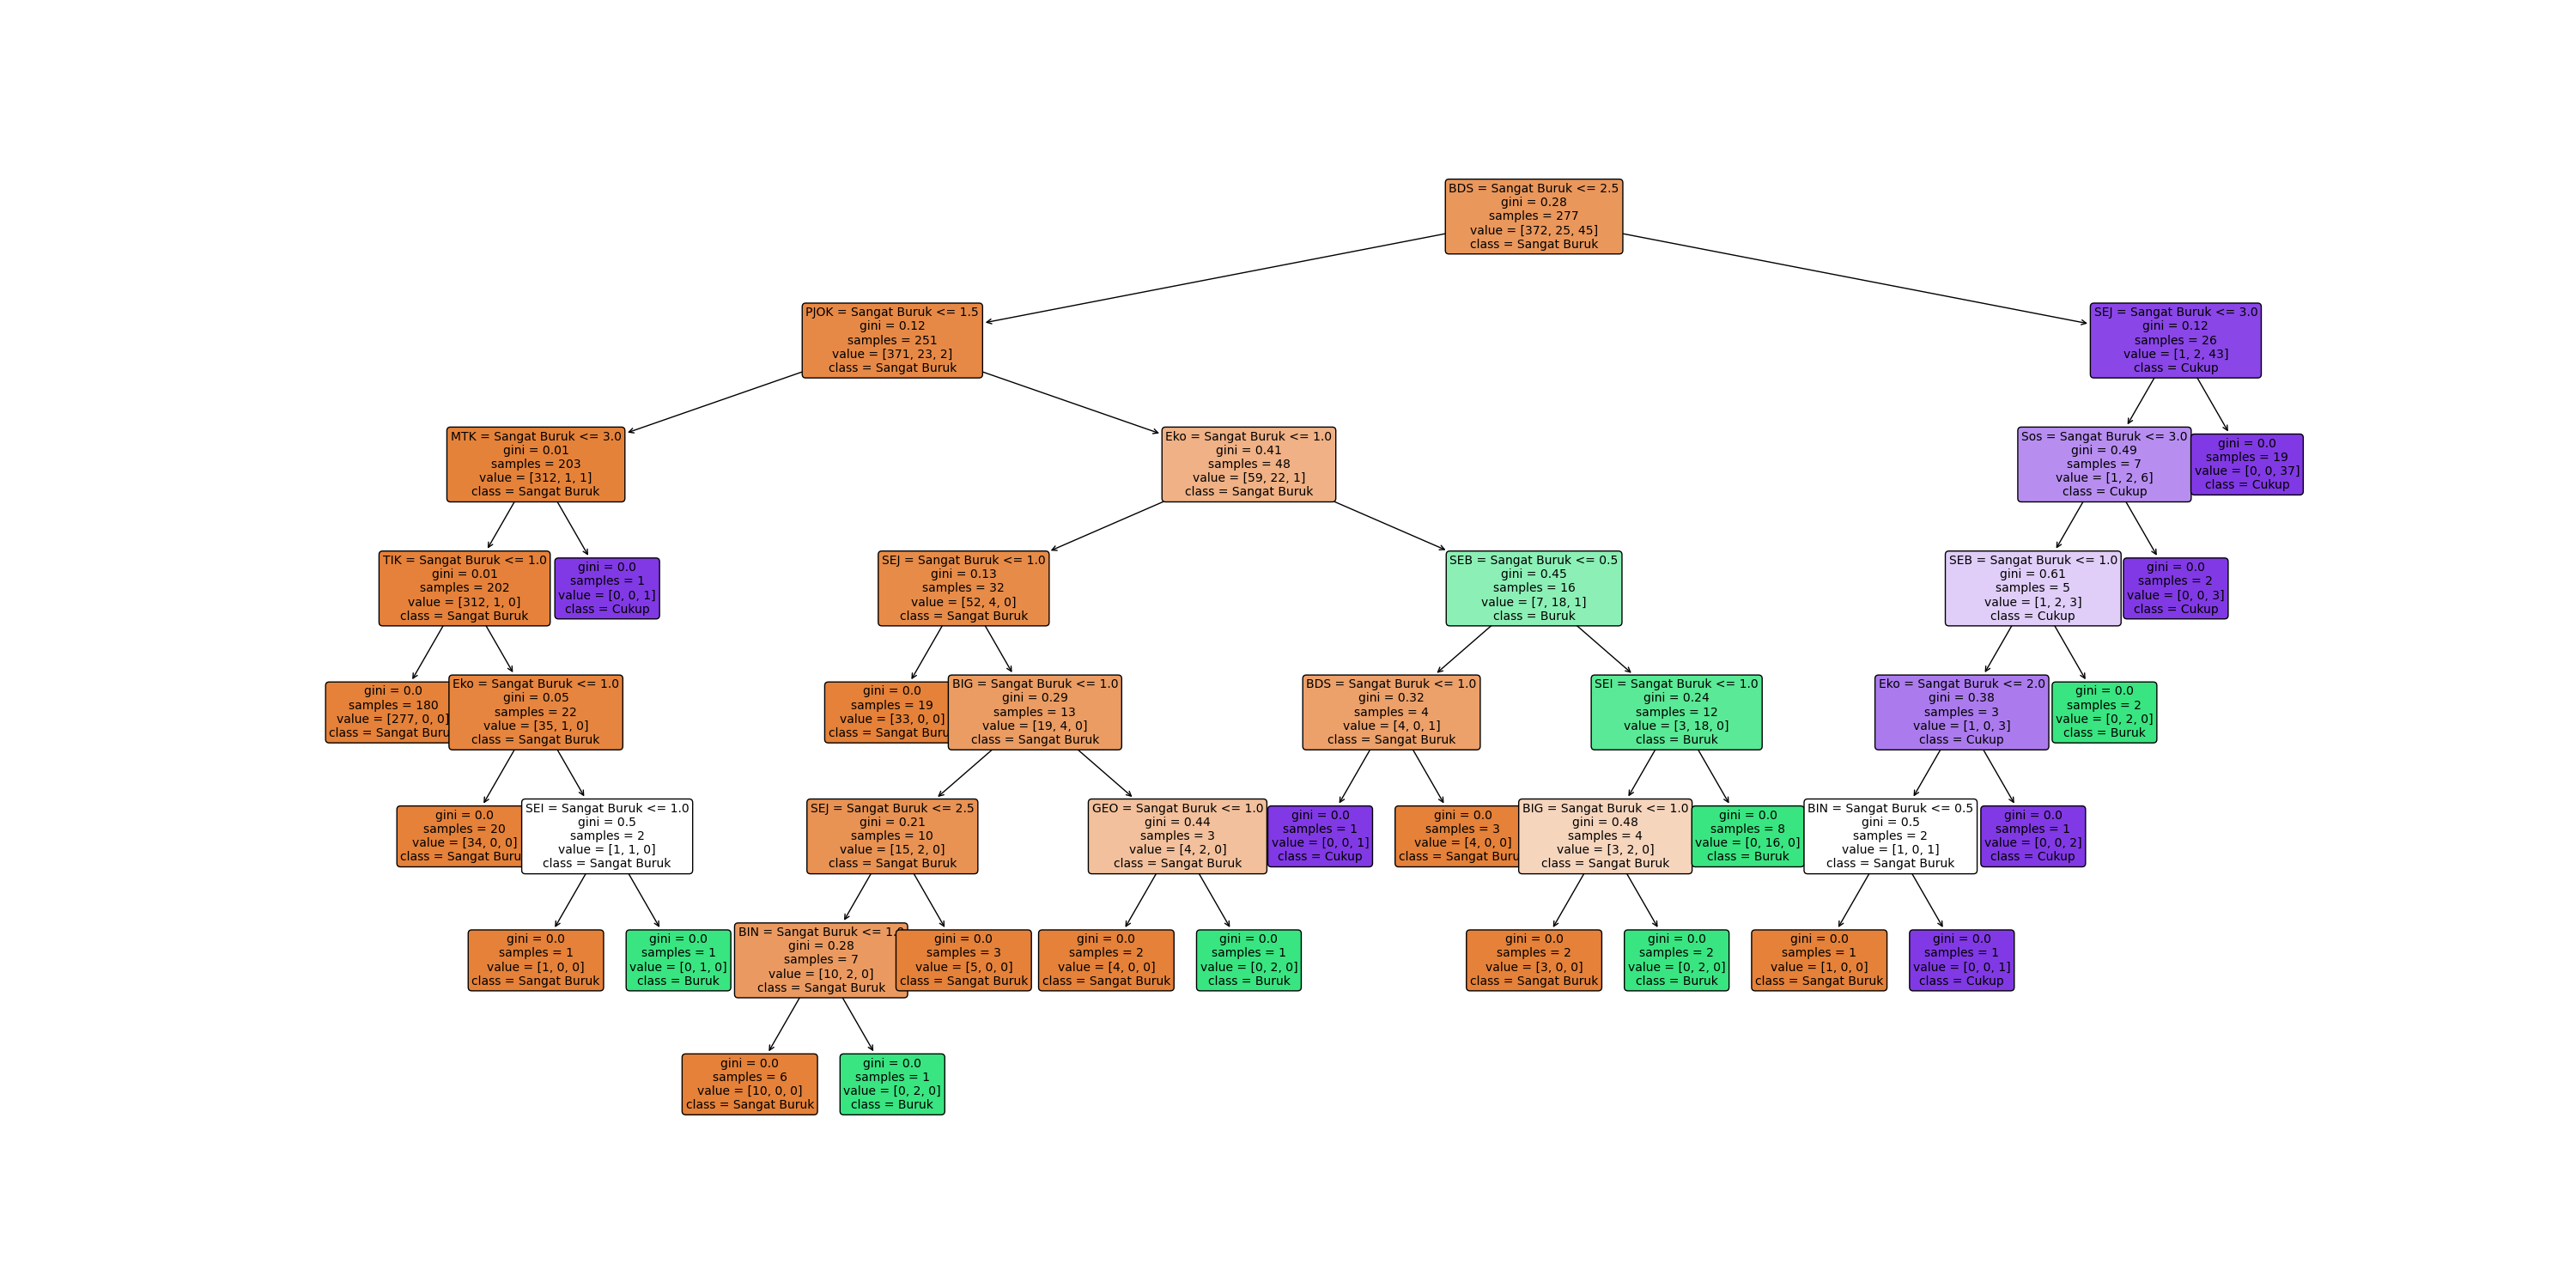 BDS = Sangat Buruk <= 2.5
gini = 0.28
samples = 277
value = [372, 25, 45]
class = Sangat Buruk
PJOK = Sangat Buruk <= 1.5
gini = 0.12
samples = 251
value = [371, 23, 2]
class = Sangat Buruk
SEJ = Sangat Buruk <= 3.0
gini = 0.12
samples = 26
value = [1, 2, 43]
class = Cukup
MTK = Sangat Buruk <= 3.0
gini = 0.01
samples = 203
value = [312, 1, 1]
class = Sangat Buruk
Eko = Sangat Buruk <= 1.0
gini = 0.41
samples = 48
value = [59, 22, 1]
class = Sangat Buruk
Sos = Sangat Buruk <= 3.0
gini = 0.49
samples = 7
value = [1, 2, 6]
class = Cukup
gini = 0.0
samples = 19
value = [0, 0, 37]
class = Cukup
TIK = Sangat Buruk <= 1.0
gini = 0.01
samples = 202
value = [312, 1, 0]
class = Sangat Buruk
gini = 0.0
samples = 1
value = [0, 0, 1]
class = Cukup
SEJ = Sangat Buruk <= 1.0
gini = 0.13
samples = 32
value = [52, 4, 0]
class = Sangat Buruk
SEB = Sangat Buruk <= 0.5
gini = 0.45
samples = 16
value = [7, 18, 1]
class = Buruk
SEB = Sangat Buruk <= 1.0
gini = 0.61
samples = 5
value = [1, 2, 3]
class = Cukup
gini = 0.0
samples = 2
value = [0, 0, 3]
class = Cukup
gini = 0.0
samples = 180
value = [277, 0, 0]
class = Sangat Buru
Eko = Sangat Buruk <= 1.0
gini = 0.05
samples = 22
value = [35, 1, 0]
class = Sangat Buruk
gini = 0.0
samples = 19
value = [33, 0, 0]
class = Sangat Buru
BIG = Sangat Buruk <= 1.0
gini = 0.29
samples = 13
value = [19, 4, 0]
class = Sangat Buruk
BDS = Sangat Buruk <= 1.0
gini = 0.32
samples = 4
value = [4, 0, 1]
class = Sangat Buruk
SEI = Sangat Buruk <= 1.0
gini = 0.24
samples = 12
value = [3, 18, 0]
class = Buruk
Eko = Sangat Buruk <= 2.0
gini = 0.38
samples = 3
value = [1, 0, 3]
class = Cukup
gini = 0.0
samples = 2
value = [0, 2, 0]
class = Buruk
gini = 0.0
samples = 20
value = [34, 0, 0]
class = Sangat Buru
SEI = Sangat Buruk <= 1.0
gini = 0.5
samples = 2
value = [1, 1, 0]
class = Sangat Buruk
SEJ = Sangat Buruk <= 2.5
gini = 0.21
samples = 10
value = [15, 2, 0]
class = Sangat Buruk
GEO = Sangat Buruk <= 1.0
gini = 0.44
samples = 3
value = [4, 2, 0]
class = Sangat Buruk
gini = 0.0
samples = 1
value = [0, 0, 1]
class = Cukup
gini = 0.0
samples = 3
value = [4, 0, 0]
class = Sangat Buru
BIG = Sangat Buruk <= 1.0
gini = 0.48
samples = 4
value = [3, 2, 0]
class = Sangat Buruk
gini = 0.0
samples = 8
value = [0, 16, 0]
class = Buruk
BIN = Sangat Buruk <= 0.5
gini = 0.5
samples = 2
value = [1, 0, 1]
class = Sangat Buruk
gini = 0.0
samples = 1
value = [0, 0, 2]
class = Cukup
gini = 0.0
samples = 1
value = [1, 0, 0]
class = Sangat Buruk
gini = 0.0
samples = 1
value = [0, 1, 0]
class = Buruk
BIN = Sangat Buruk <= 1.0
gini = 0.28
samples = 7
value = [10, 2, 0]
class = Sangat Buruk
gini = 0.0
samples = 3
value = [5, 0, 0]
class = Sangat Buruk
gini = 0.0
samples = 2
value = [4, 0, 0]
class = Sangat Buruk
gini = 0.0
samples = 1
value = [0, 2, 0]
class = Buruk
gini = 0.0
samples = 2
value = [3, 0, 0]
class = Sangat Buruk
gini = 0.0
samples = 2
value = [0, 2, 0]
class = Buruk
gini = 0.0
samples = 1
value = [1, 0, 0]
class = Sangat Buruk
gini = 0.0
samples = 1
value = [0, 0, 1]
class = Cukup
gini = 0.0
samples = 6
value = [10, 0, 0]
class = Sangat Buruk
gini = 0.0
samples = 1
value = [0, 2, 0]
class = Buruk